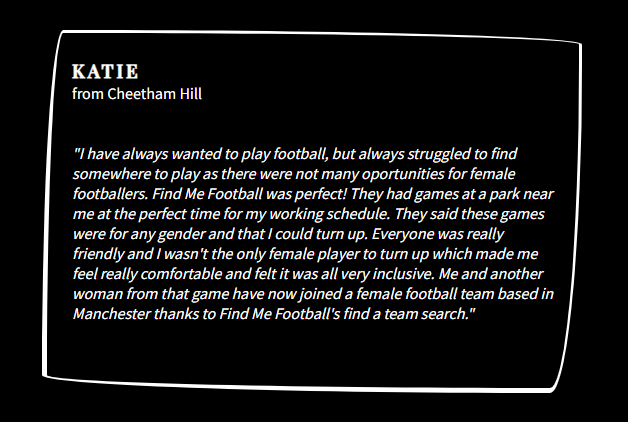 KATIE
from Cheetham Hill
"I have always wanted to play football, but always struggled to find
somewhere to play as there were not many oportunities for female
footballers. Find Me Football was perfect! They had games at a park near
me at the perfect time for my working schedule. They said these games
were for any gender and that I could turn up. Everyone was really
friendly and I wasn't the only female player to turn up which made me
feel really comfortable and felt it was all very inclusive. Me and another
woman from that game have now joined a female football team based in
Manchester thanks to Find Me Football's find a team search."